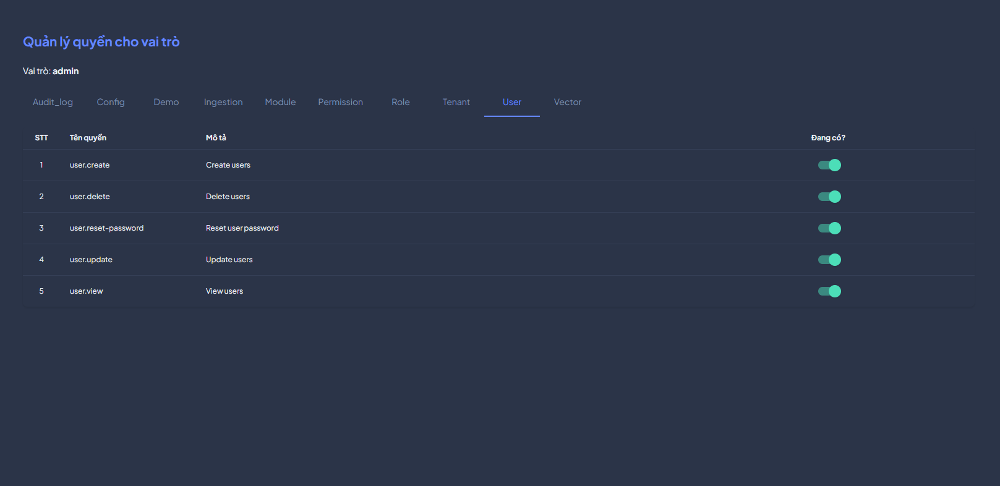 Quản lý quyền cho vai trò
Vai trò: admin
Audit_log Config Demo Ingestion Module Permission Role Tenant User Vector
STT Tên quyền Mô tả Đang có?
1 user.create Create users
2 user.delete Delete users
3 user.reset-password Reset user password
4 user.update Update users
5 user.view View users